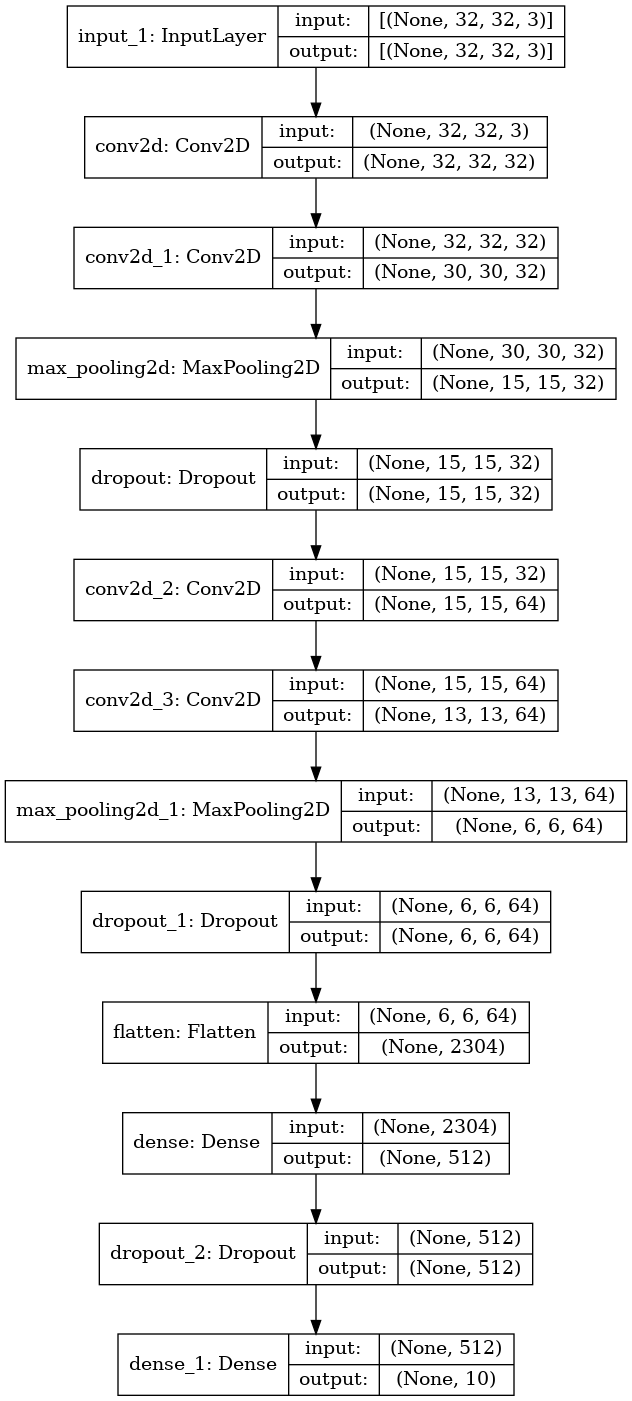 input_1: InputLayer
input: [(None, 32, 32, 3)]
output: [(None, 32, 32, 3)]
conv2d: Conv2D
input: (None, 32, 32, 3)
output: (None, 32, 32, 32)
conv2d_1: Conv2D
input: (None, 32, 32, 32)
output: (None, 30, 30, 32)
max_pooling2d: MaxPooling2D
input: (None, 30, 30, 32)
output: (None, 15, 15, 32)
dropout: Dropout
input: (None, 15, 15, 32)
output: (None, 15, 15, 32)
conv2d_2: Conv2D
input: (None, 15, 15, 32)
output: (None, 15, 15, 64)
conv2d_3: Conv2D
input: (None, 15, 15, 64)
output: (None, 13, 13, 64)
max_pooling2d_1: MaxPooling2D
input: (None, 13, 13, 64)
output: (None, 6, 6, 64)
dropout_1: Dropout
input: (None, 6, 6, 64)
output: (None, 6, 6, 64)
flatten: Flatten
input: (None, 6, 6, 64)
output: (None, 2304)
dense: Dense
input: (None, 2304)
output: (None, 512)
dropout_2: Dropout
input: (None, 512)
output: (None, 512)
dense_1: Dense
input: (None, 512)
output: (None, 10)